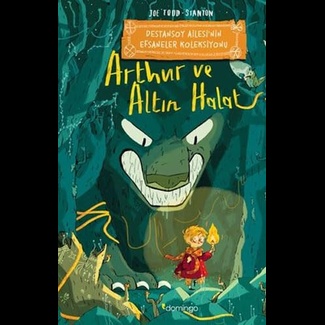 JOE TODD-STANTON
DESTANSOY AİLESİ'NİN
EFSANELER KOLEKSİYONU
Arthur ve
Altın Halat
domingo